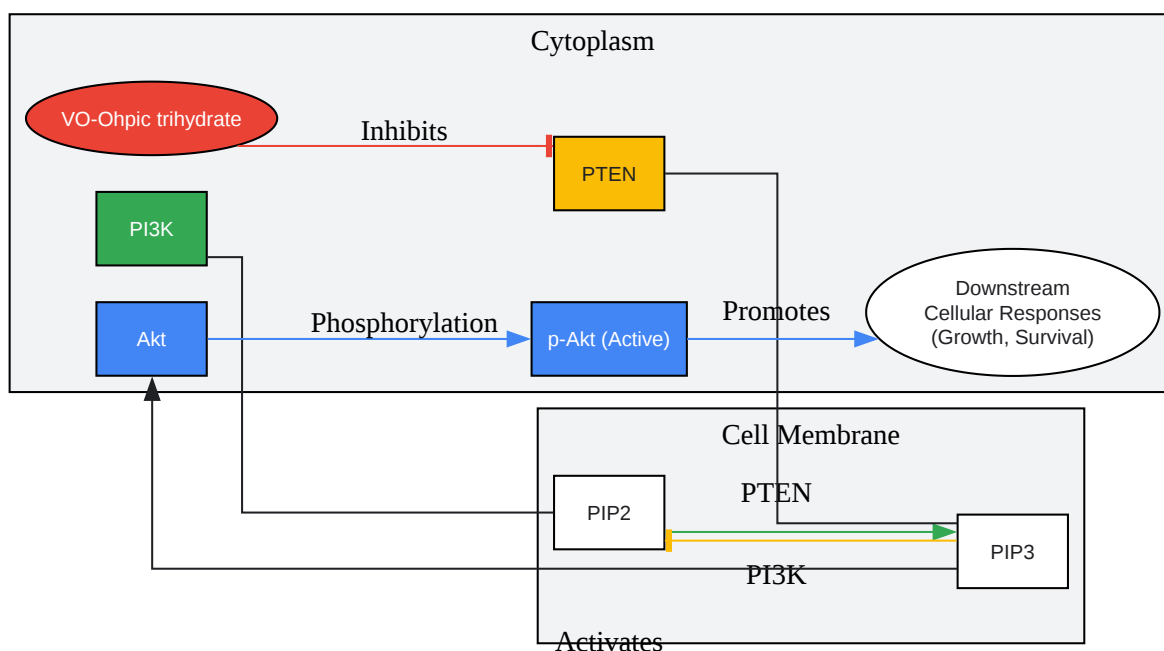 Cytoplasm
VO-Ohpic trihydrate
Inhibits
PTEN
PI3K
Akt
Phosphorylation
p-Akt (Active)
Promotes
Downstream
Cellular Responses
(Growth, Survival)
Cell Membrane
PTEN
PIP2
PIP3
PI3K
Activates